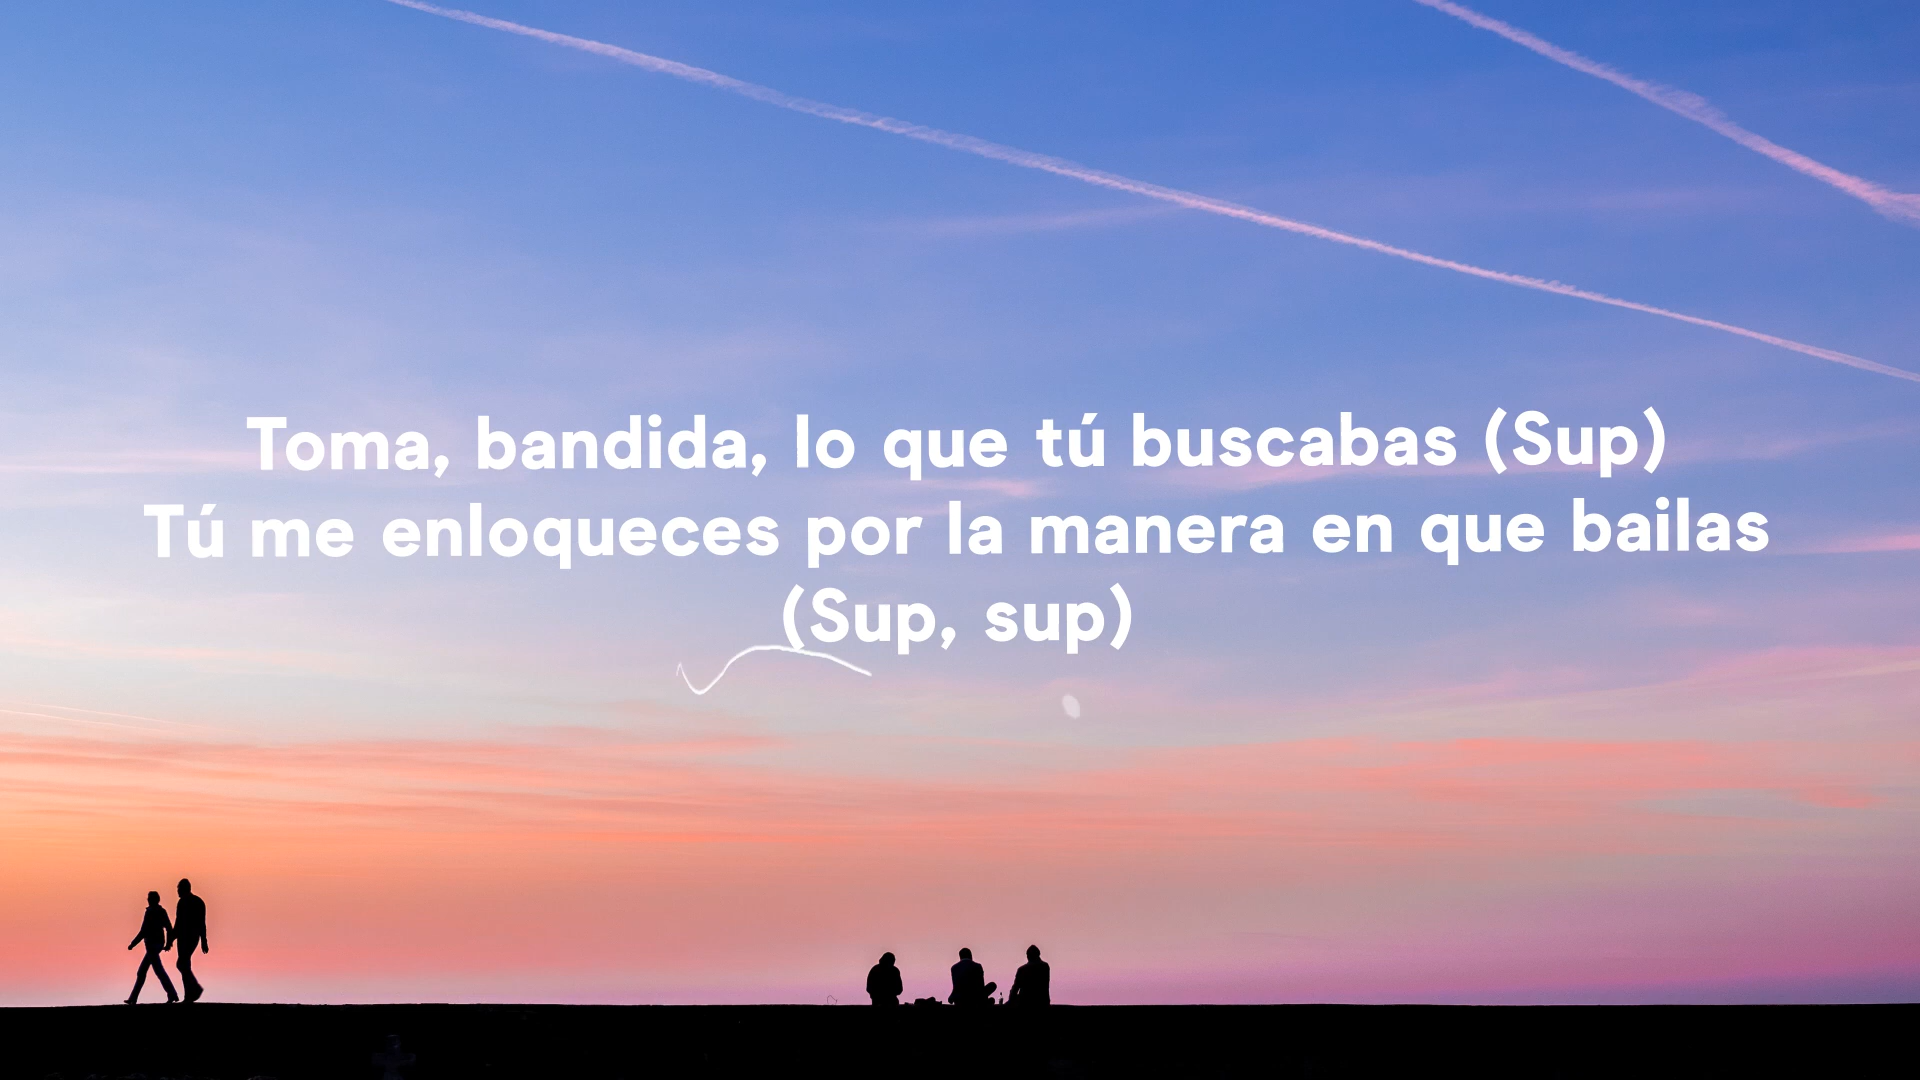 Toma, bandida, lo que tú buscabas (Sup)
Tú me enloqueces por la manera en que bailas
(Sup, sup)